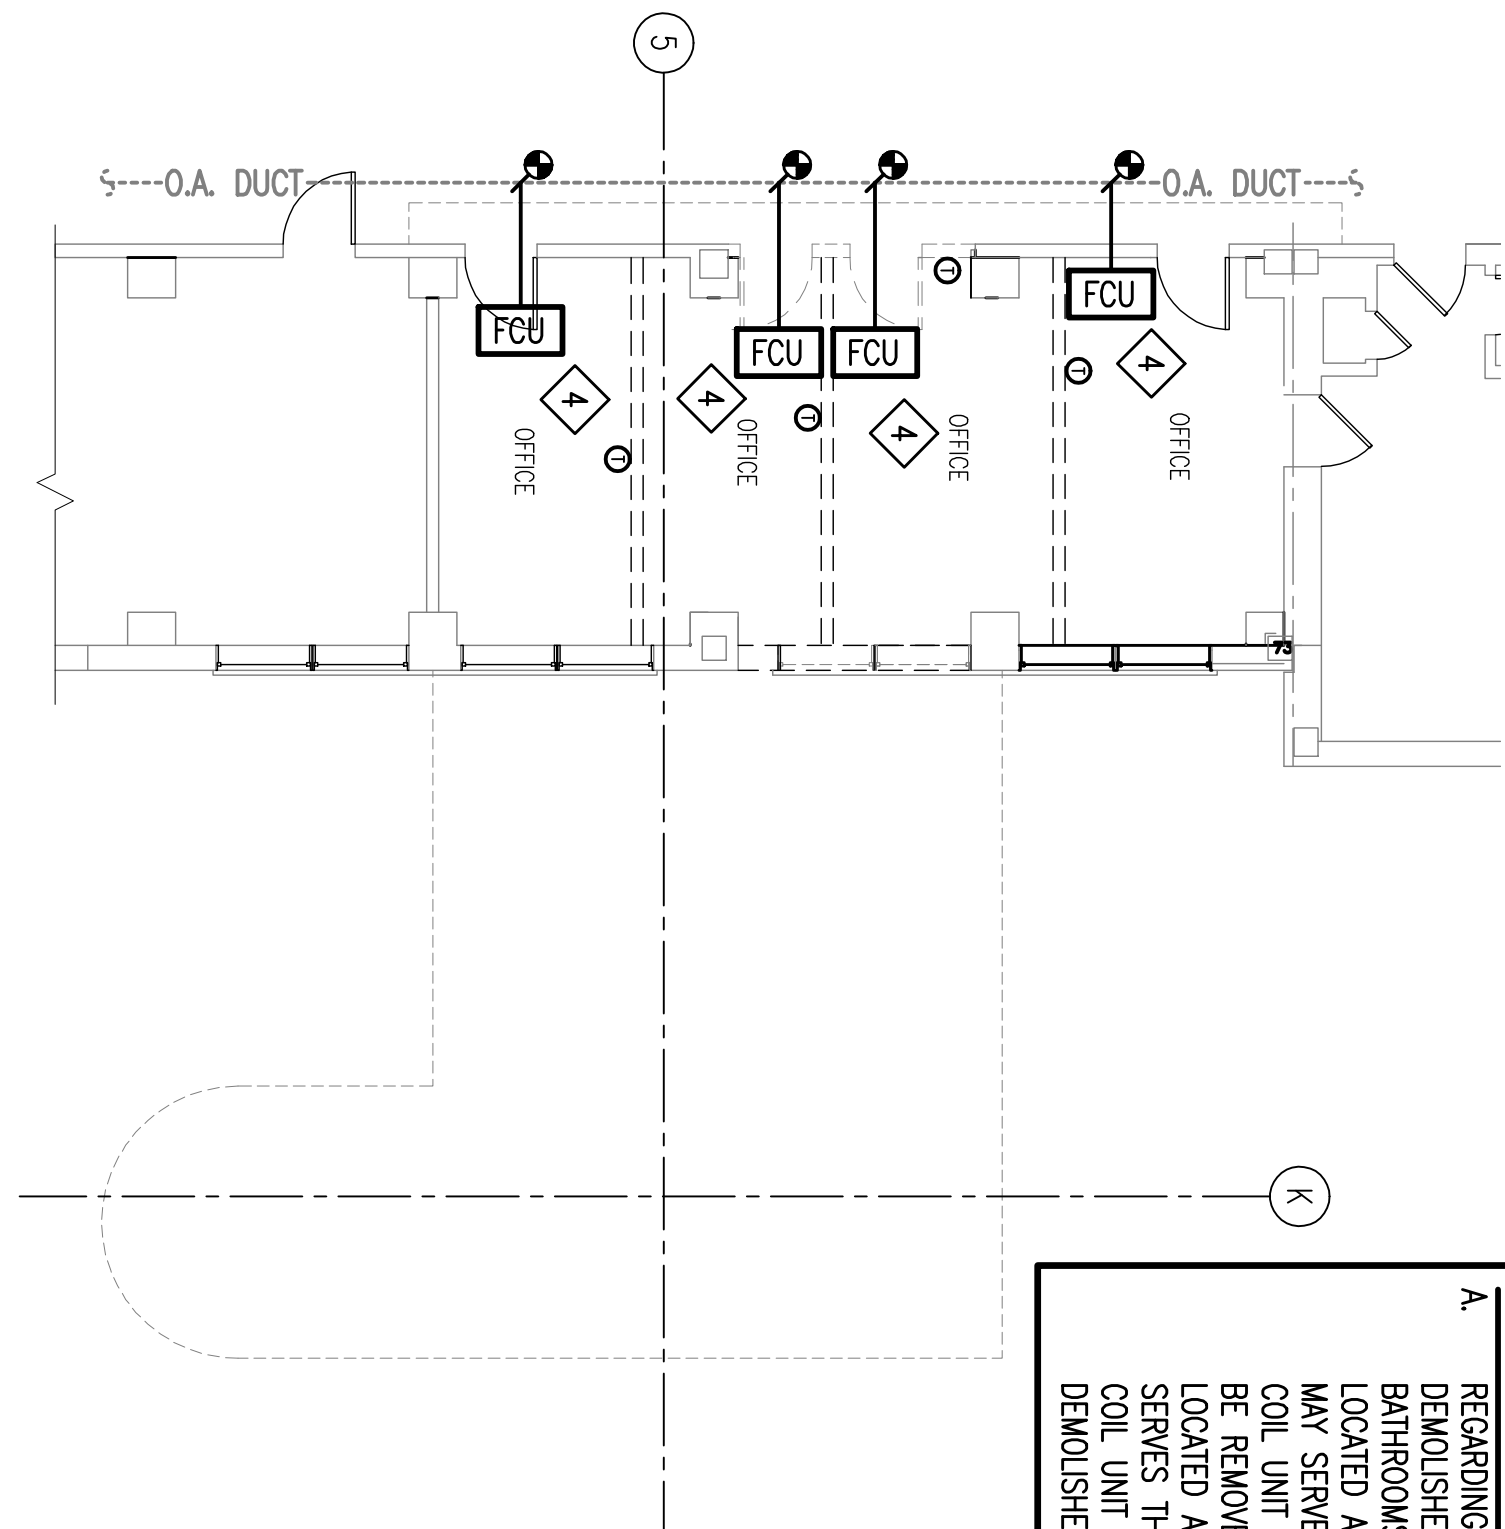 5
O.A. DUCT
O.A. DUCT
FCU
FCU
FCU
FCU
4
4
4
4
T
T
T
T
OFFICE
OFFICE
OFFICE
OFFICE
73
K
A.
REGARDING
DEMOLISHE
BATHROOMS
LOCATED A
MAY SERVE
COIL UNIT
BE REMOVE
LOCATED A
SERVES TH
COIL UNIT
DEMOLISHE